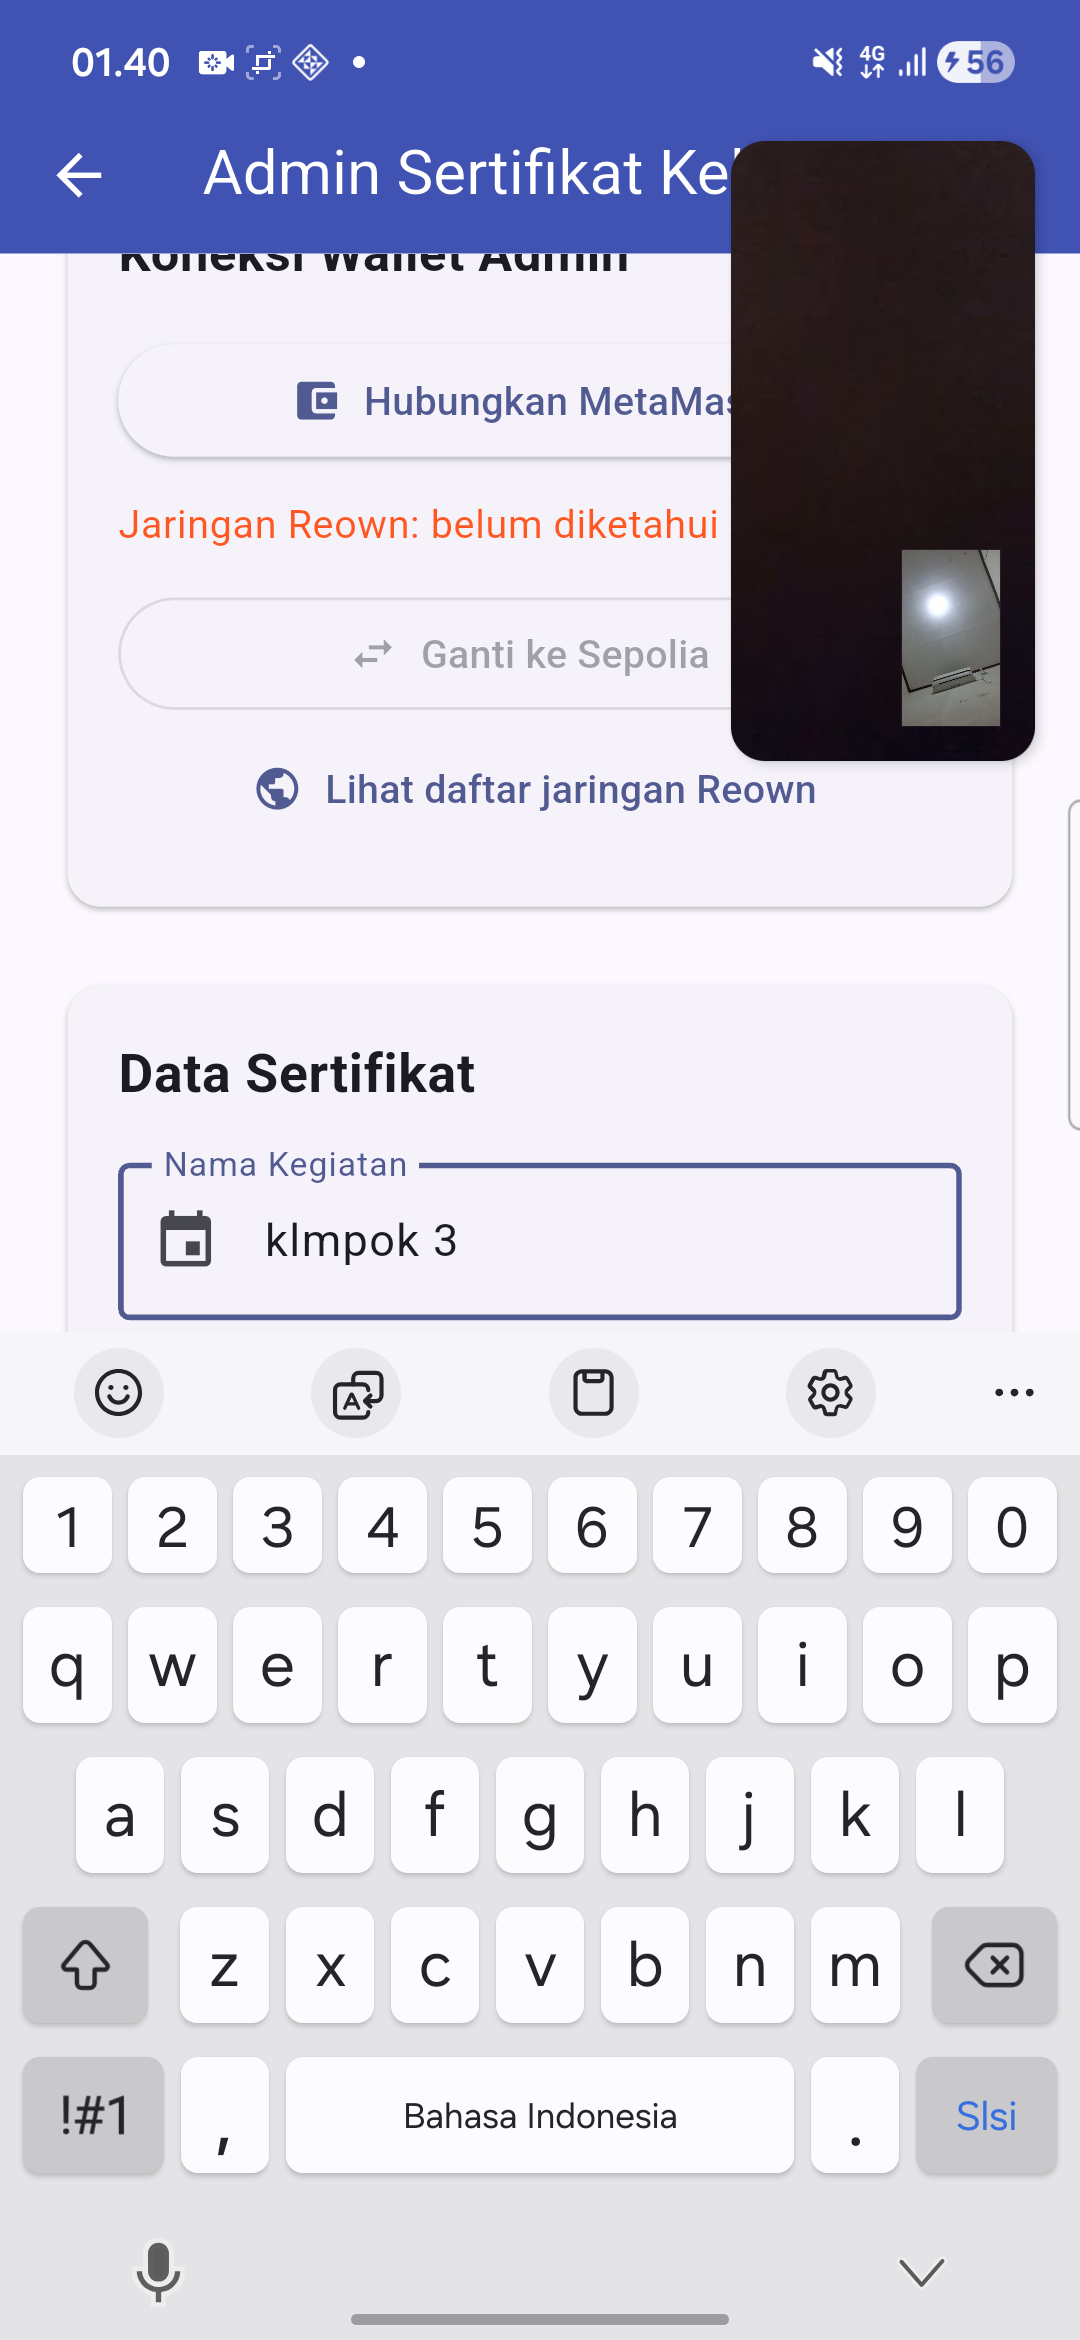 01.40
4G
56
Admin Sertifikat Ke
Koneksi Wallet Admin
Hubungkan MetaMas
Jaringan Reown: belum diketahui
Ganti ke Sepolia
Lihat daftar jaringan Reown
Data Sertifikat
Nama Kegiatan
klmpok 3
1 2 3 4 5 6 7 8 9 0
q w e r t y u i o p
a s d f g h j k l
z x c v b n m
!#1 , Bahasa Indonesia . Slsi